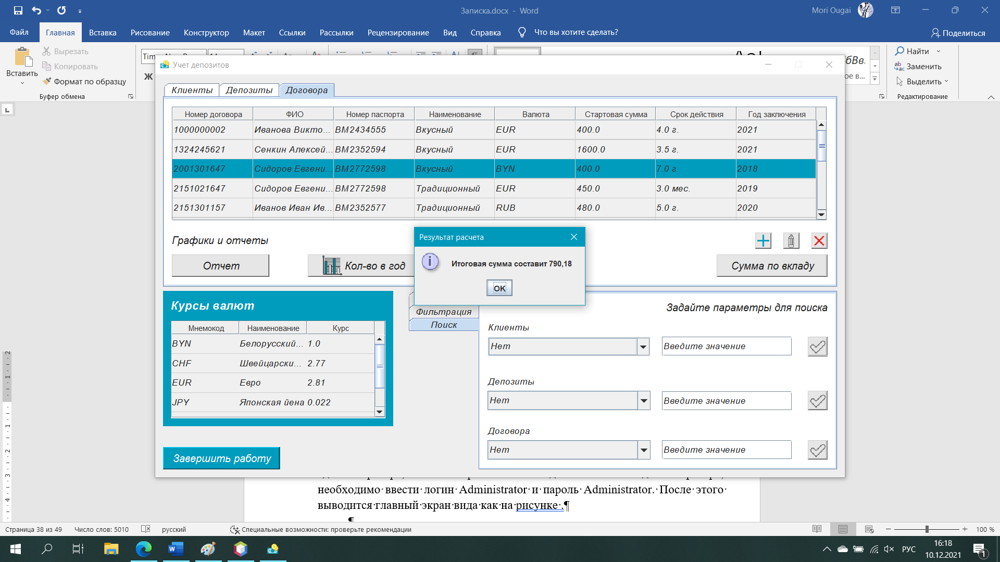 Записка.docx - Word
Mori Ougai
Файл Главная Вставка Рисование Конструктор Макет Ссылки Рассылки Рецензирование Вид Справка Что вы хотите сделать? Поделиться
Вставить
Вырезать
Копировать
Формат по образцу
Буфер обмена
Ж
Найти
Заменить
Выделить
Редактирование
Учет депозитов
Клиенты Депозиты Договора
Номер договора ФИО Номер паспорта Наименование Валюта Стартовая сумма Срок действия Год заключения
1000000002 Иванова Викто... BM2434555 Вкусный EUR 400.0 4.0 г. 2021
1324245621 Сенкин Алексей... BM2352594 Вкусный EUR 1600.0 3.5 г. 2021
2001301647 Сидоров Евгени... BM2772598 Вкусный BYN 400.0 7.0 г. 2018
2151021647 Сидоров Евгени... BM2772598 Традиционный EUR 450.0 3.0 мес. 2019
2151301157 Иванов Иван Ив... BM2352577 Традиционный RUB 480.0 5.0 г. 2020
Графики и отчеты
Отчет Кол-во в год Сумма по вкладу
Результат расчета
Итоговая сумма составит 790,18
OK
Курсы валют
Мнемокод Наименование Курс
BYN Белорусский... 1.0
CHF Швейцарски... 2.77
EUR Евро 2.81
JPY Японская йена 0.022
Завершить работу
Фильтрация
Поиск
Задайте параметры для поиска
Клиенты
Нет Введите значение
Депозиты
Нет Введите значение
Договора
Нет Введите значение
необходимо·ввести·логин·Administrator·и·пароль·Administrator.·После·этого·
выводится·главный·экран·вида·как·на·рисунке·.¶
¶
Страница 38 из 49 Число слов: 5010 русский Специальные возможности: проверьте рекомендации 100 %
РУС
16:18
10.12.2021
1